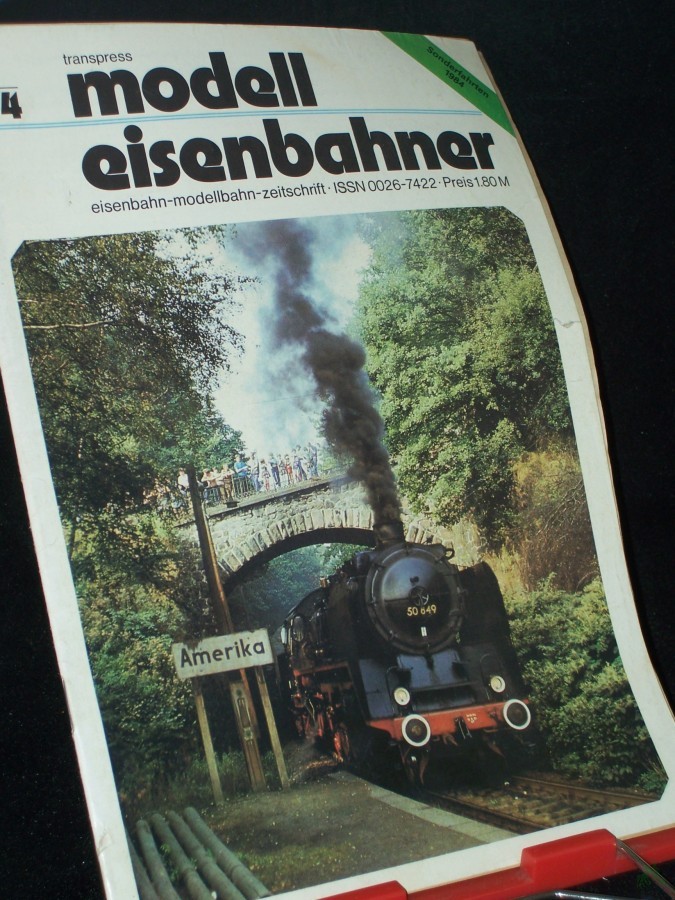 transpress
modell
eisenbahner
eisenbahn-modellbahn-zeitschrift · ISSN 0026-7422 · Preis 1.80 M
4
Sonderfahrten
1984
50 849
Amerika